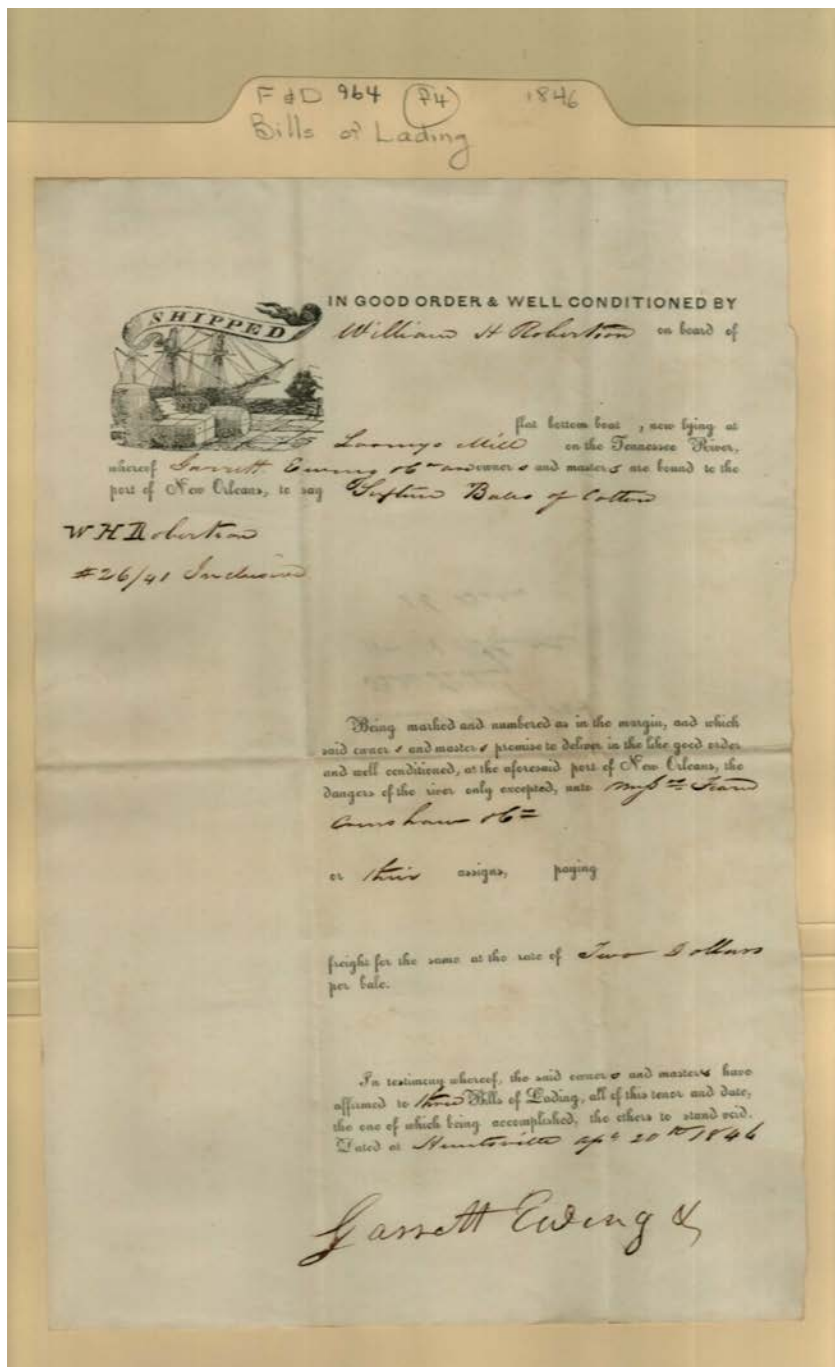 F & D 964 P4 1846
Bills of Lading
SHIPPED
IN GOOD ORDER & WELL CONDITIONED BY
William H Robertson on board of
flat bottom boat, now lying at
Loomys Mill on the Tennessee River,
whereof Garrett Ewing & Co are owners and masters are bound to the
port of New Orleans, to say Sixteen Bales of Cotton
W H Robertson
#26/41 Inclusive
Being marked and numbered as in the margin, and which
said owners and masters promise to deliver in the like good order
and well conditioned, at the aforesaid port of New Orleans, the
dangers of the river only excepted, unto Messrs Fearn
& Co
or their assigns, paying
freight for the same at the rate of Two Dollars
per bale.
In testimony whereof, the said owners and masters have
affirmed to three Bills of Lading, all of this tenor and date,
the one of which being accomplished, the others to stand void.
Dated at Huntsville Apl 20th 1846
Garrett Ewing &